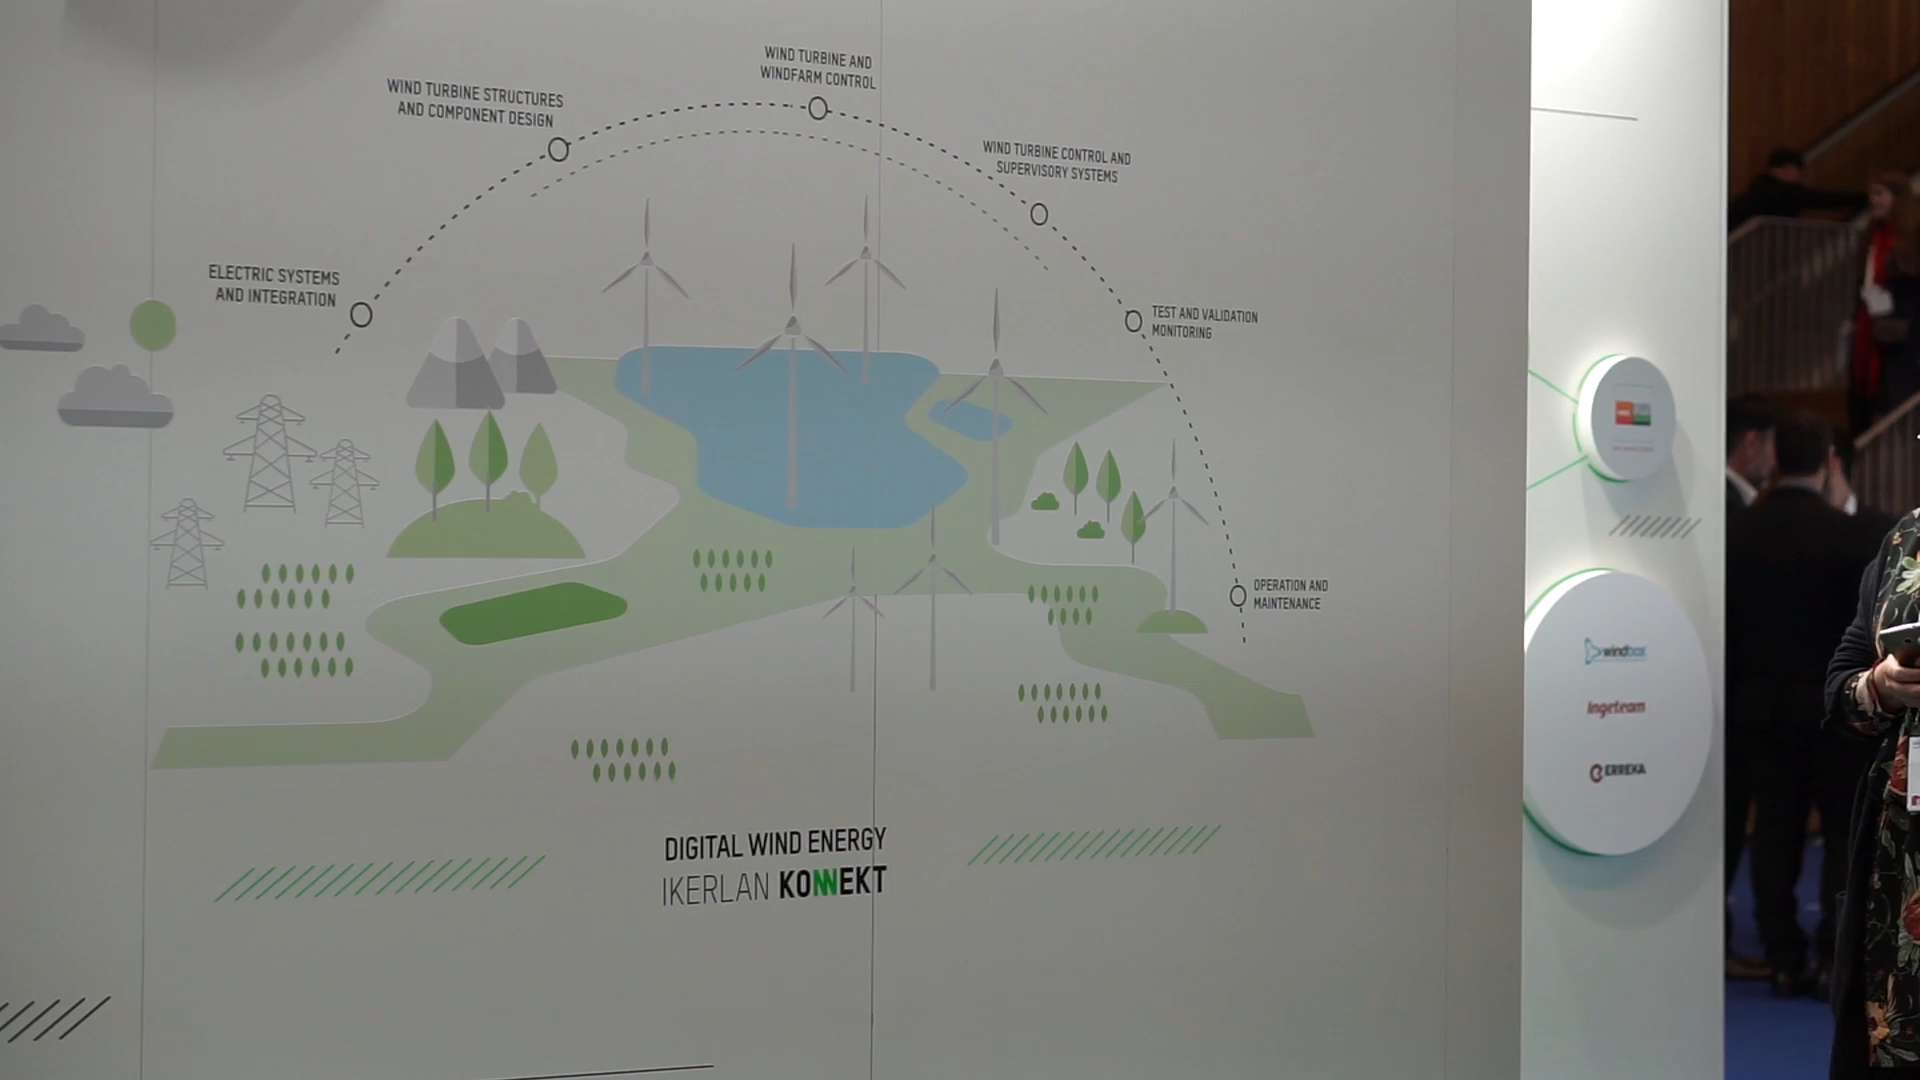 WIND TURBINE AND
WINDFARM CONTROL
WIND TURBINE STRUCTURES
AND COMPONENT DESIGN
WIND TURBINE CONTROL AND
SUPERVISORY SYSTEMS
ELECTRIC SYSTEMS
AND INTEGRATION
TEST AND VALIDATION
MONITORING
OPERATION AND
MAINTENANCE
DIGITAL WIND ENERGY
IKERLAN KONNEKT
windbox
Ingeteam
ERREKA